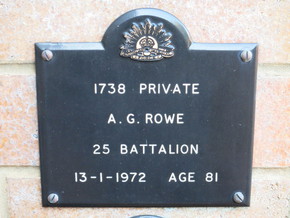 1738 PRIVATE
A. G. ROWE
25 BATTALION
13-1-1972 AGE 81